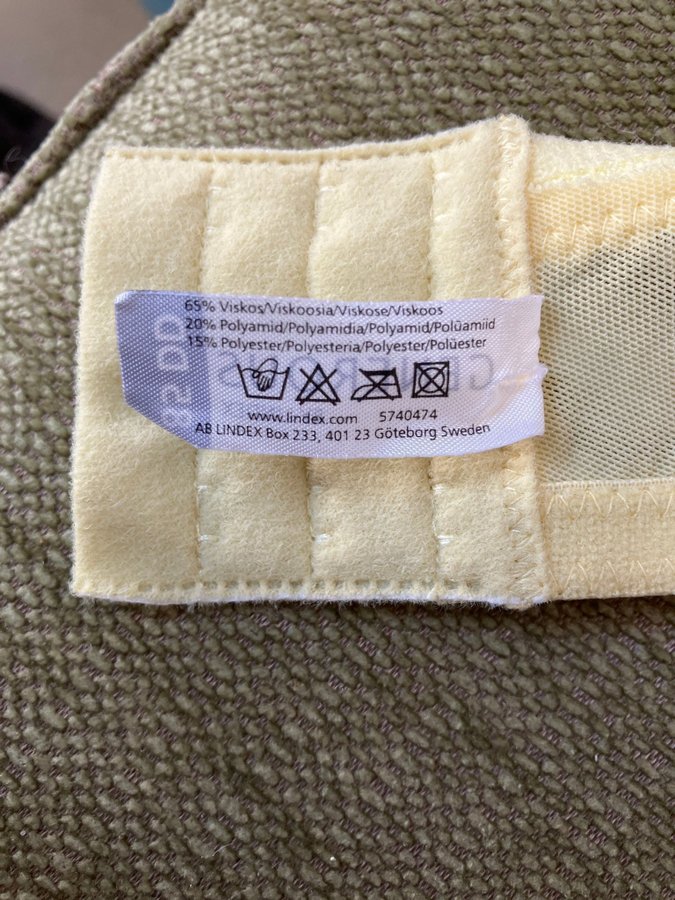 65% Viskos/Viskoosia/Viskose/Viskoos
20% Polyamid/Polyamidia/Polyamid/Polüamiid
15% Polyester/Polyesteria/Polyester/Polüester
www.lindex.com 5740474
AB LINDEX Box 233, 401 23 Göteborg Sweden